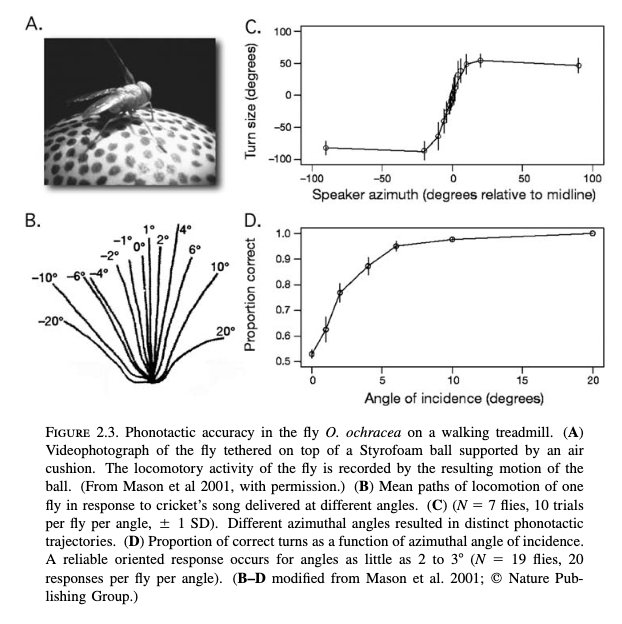 A.
C.
100
50
0
-50
-100
Turn size (degrees)
-100 -50 0 50 100
Speaker azimuth (degrees relative to midline)
B.
-20° -10° -6° -4° -2° -1° 0° 1° 2° 4° 6° 10° 20°
D.
1.0
0.9
0.8
0.7
0.6
0.5
Proportion correct
0 5 10 15 20
Angle of incidence (degrees)
FIGURE 2.3. Phonotactic accuracy in the fly O. ochracea on a walking treadmill. (A)
Videophotograph of the fly tethered on top of a Styrofoam ball supported by an air
cushion. The locomotory activity of the fly is recorded by the resulting motion of the
ball. (From Mason et al 2001, with permission.) (B) Mean paths of locomotion of one
fly in response to cricket's song delivered at different angles. (C) (N = 7 flies, 10 trials
per fly per angle, ± 1 SD). Different azimuthal angles resulted in distinct phonotactic
trajectories. (D) Proportion of correct turns as a function of azimuthal angle of incidence.
A reliable oriented response occurs for angles as little as 2 to 3° (N = 19 flies, 20
responses per fly per angle). (B–D modified from Mason et al. 2001; © Nature Pub-
lishing Group.)